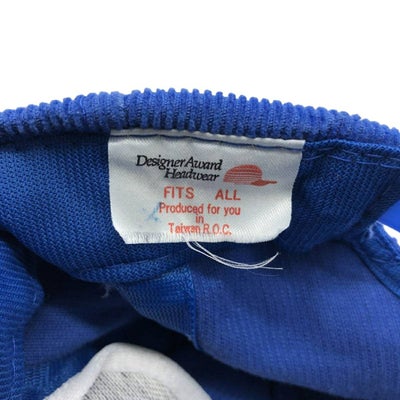 Designer Award
Headwear
FITS ALL
Produced for you
in
Taiwan R.O.C.